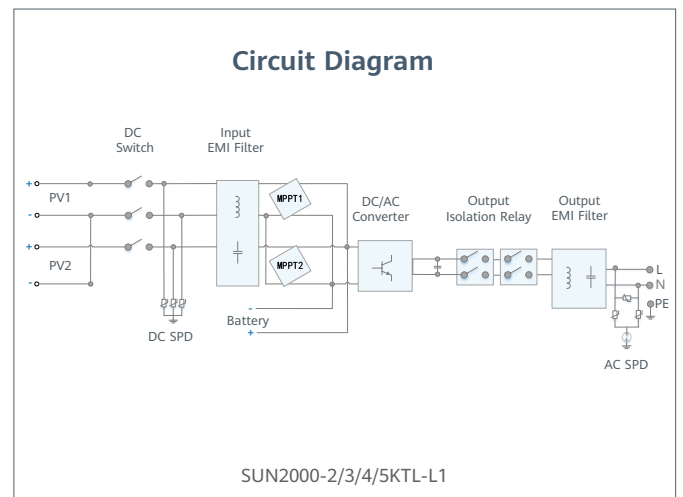 Circuit Diagram
DC
Switch
Input
EMI Filter
DC/AC
Converter
Output
Isolation Relay
Output
EMI Filter
+
PV1
-
+
PV2
-
MPPT1
MPPT2
L
N
PE
-
Battery
+
DC SPD
AC SPD
SUN2000-2/3/4/5KTL-L1